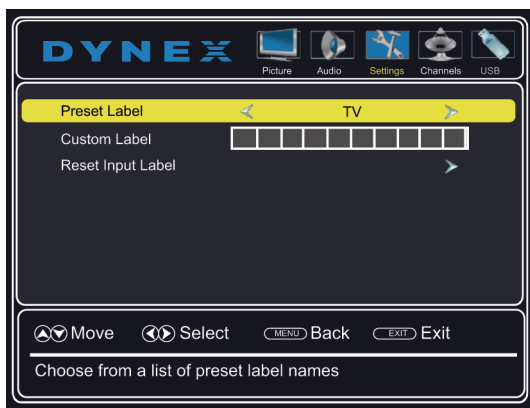 DYNEX
Picture Audio Settings Channels USB
Preset Label TV
Custom Label
Reset Input Label
Move Select MENU Back EXIT Exit
Choose from a list of preset label names